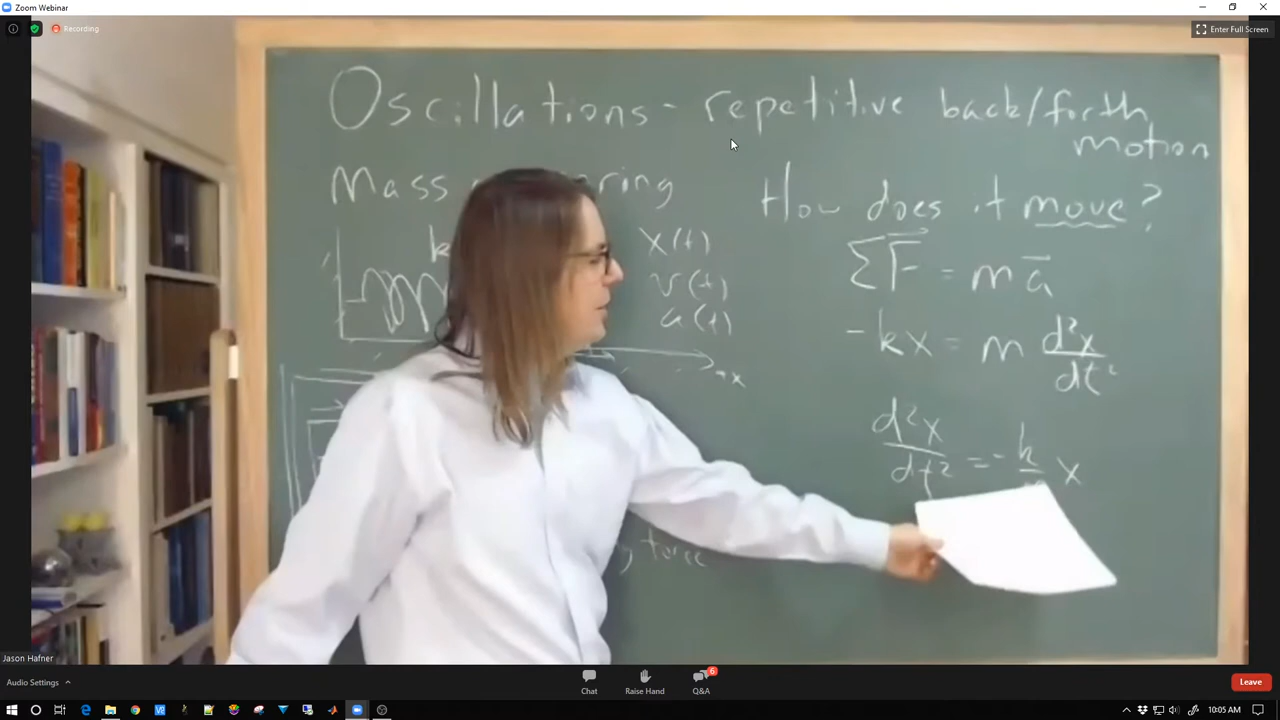 Zoom Webinar
Recording
Enter Full Screen
Oscillations - repetitive back/forth
motion
Mass
How does it move?
k
x(t)
ΣF⃗ = ma⃗
v(t)
a(t)
-kx = m d²x/dt²
+x
d²x/dt² = - k/ x
force
Jason Hafner
Audio Settings
Chat
Raise Hand
Q&A
6
Leave
10:05 AM